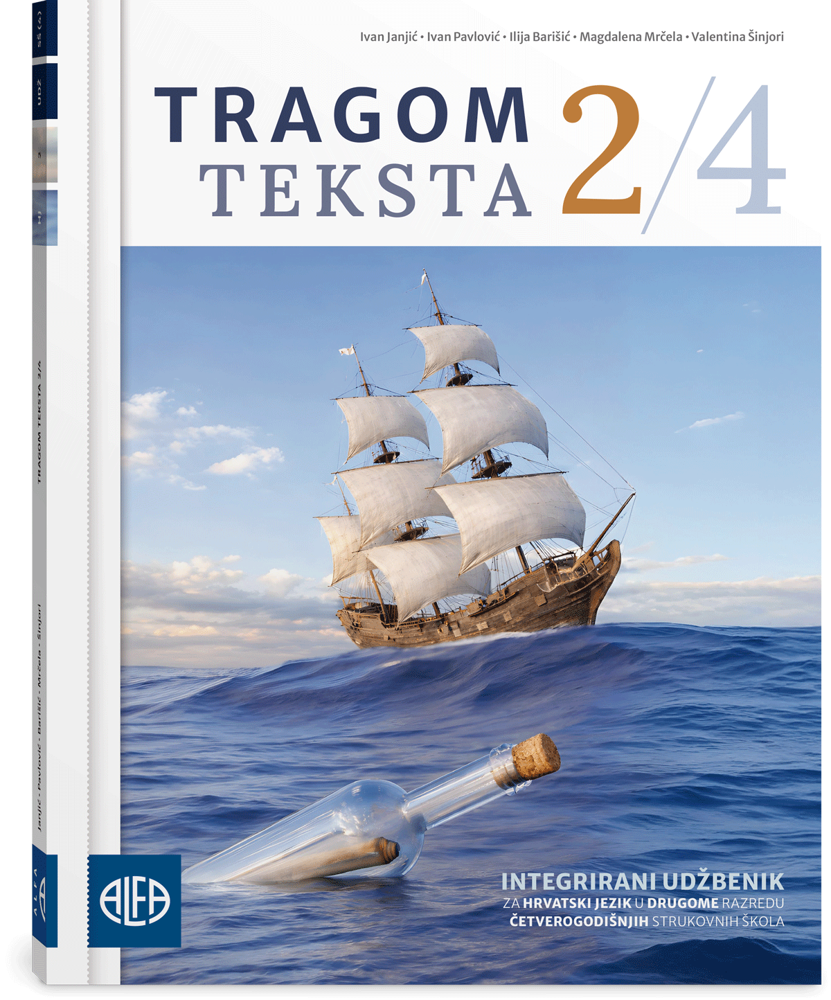 Ivan Janjić • Ivan Pavlović • Ilija Barišić • Magdalena Mrčela • Valentina Šinjori
TRAGOM
TEKSTA
2/4
INTEGRIRANI UDŽBENIK
ZA HRVATSKI JEZIK U DRUGOME RAZREDU
ČETVEROGODIŠNJIH STRUKOVNIH ŠKOLA
ALFA
SŠ (4)
UDŽ
2
HJ
TRAGOM TEKSTA 2/4
Janjić • Pavlović • Barišić • Mrčela • Šinjori
ALFA